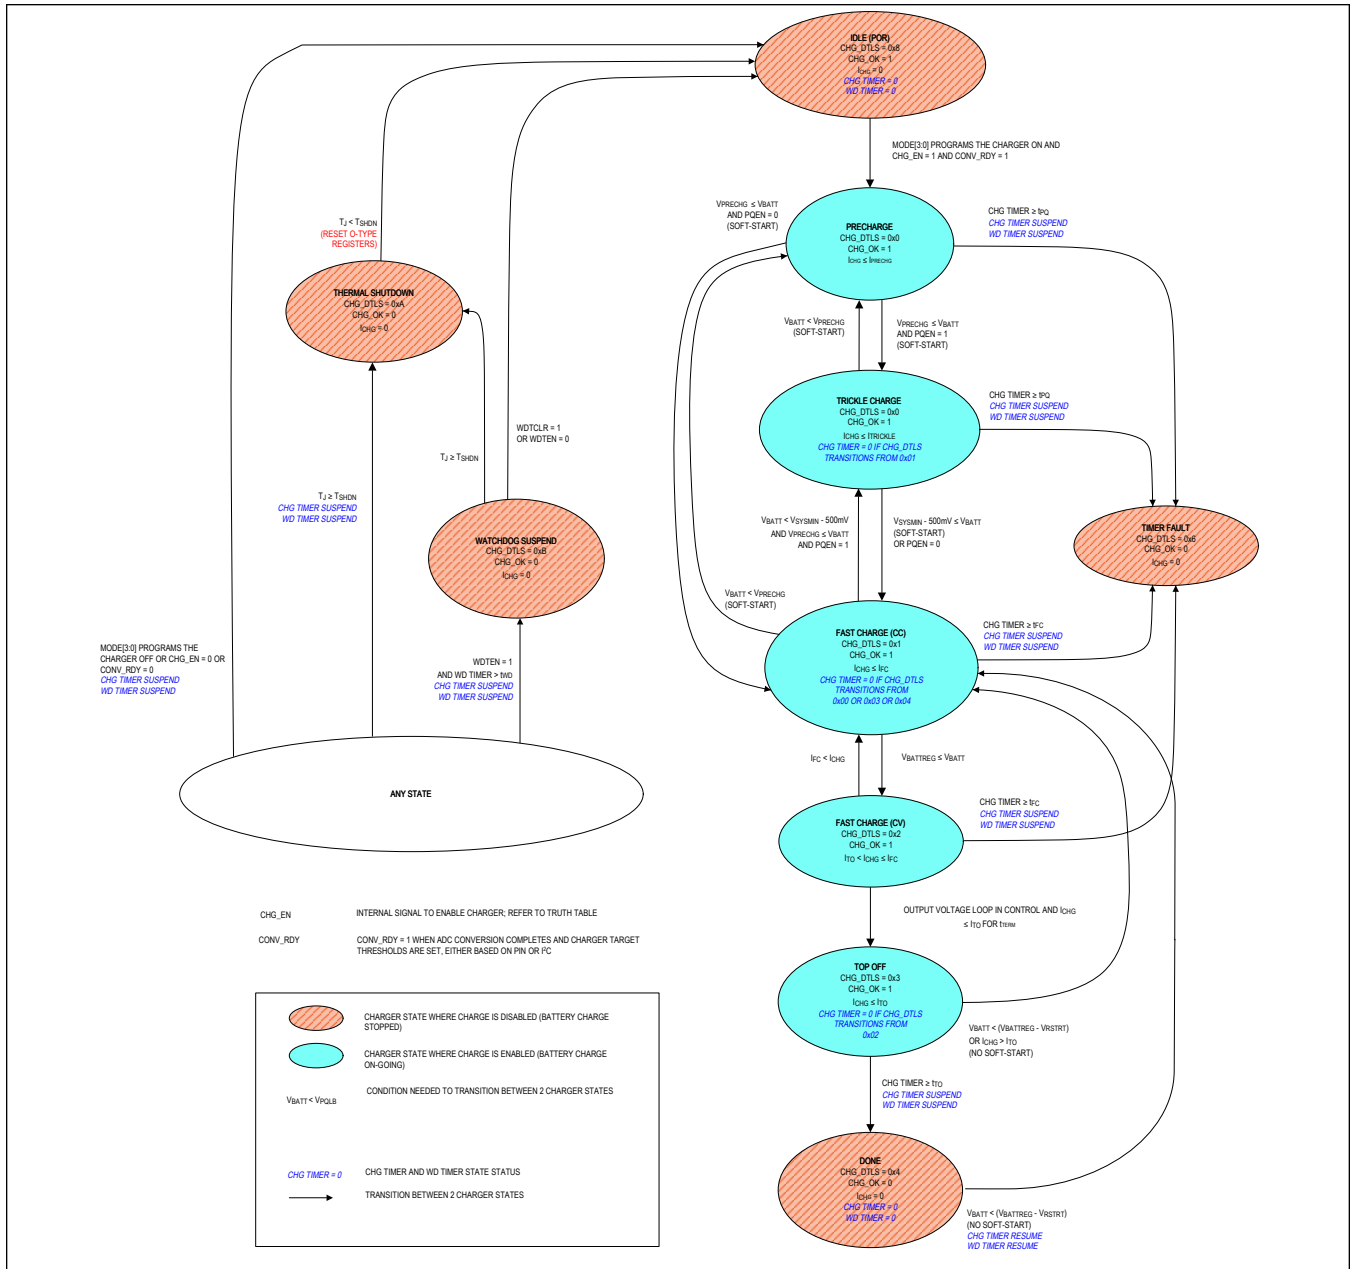 IDLE (POR)
CHG_DTLS = 0x8
CHG_OK = 1
ICHG = 0
CHG TIMER = 0
WD TIMER = 0
MODE[3:0] PROGRAMS THE CHARGER ON AND
CHG_EN = 1 AND CONV_RDY = 1
VPRECHG ≤ VBATT
AND PQEN = 0
(SOFT-START)
PRECHARGE
CHG_DTLS = 0x0
CHG_OK = 1
ICHG ≤ IPRECHG
CHG TIMER ≥ tPQ
CHG TIMER SUSPEND
WD TIMER SUSPEND
TJ < TSHDN
(RESET O-TYPE
REGISTERS)
THERMAL SHUTDOWN
CHG_DTLS = 0xA
CHG_OK = 0
ICHG = 0
VBATT < VPRECHG
(SOFT-START)
VPRECHG ≤ VBATT
AND PQEN = 1
(SOFT-START)
TRICKLE CHARGE
CHG_DTLS = 0x0
CHG_OK = 1
ICHG ≤ ITRICKLE
CHG TIMER = 0 IF CHG_DTLS
TRANSITIONS FROM 0x01
CHG TIMER ≥ tPQ
CHG TIMER SUSPEND
WD TIMER SUSPEND
WDTCLR = 1
OR WDTEN = 0
TJ ≥ TSHDN
TJ ≥ TSHDN
CHG TIMER SUSPEND
WD TIMER SUSPEND
WATCHDOG SUSPEND
CHG_DTLS = 0xB
CHG_OK = 0
ICHG = 0
VBATT < VSYSMIN - 500mV
AND VPRECHG ≤ VBATT
AND PQEN = 1
VSYSMIN - 500mV ≤ VBATT
(SOFT-START)
OR PQEN = 0
TIMER FAULT
CHG_DTLS = 0x6
CHG_OK = 0
ICHG = 0
VBATT < VPRECHG
(SOFT-START)
FAST CHARGE (CC)
CHG_DTLS = 0x1
CHG_OK = 1
ICHG ≤ IFC
CHG TIMER = 0 IF CHG_DTLS
TRANSITIONS FROM
0x00 OR 0x03 OR 0x04
CHG TIMER ≥ tFC
CHG TIMER SUSPEND
WD TIMER SUSPEND
MODE[3:0] PROGRAMS THE
CHARGER OFF OR CHG_EN = 0 OR
CONV_RDY = 0
CHG TIMER SUSPEND
WD TIMER SUSPEND
WDTEN = 1
AND WD TIMER > tWD
CHG TIMER SUSPEND
WD TIMER SUSPEND
ANY STATE
IFC < ICHG
VBATTREG ≤ VBATT
FAST CHARGE (CV)
CHG_DTLS = 0x2
CHG_OK = 1
ITO < ICHG ≤ IFC
CHG TIMER ≥ tFC
CHG TIMER SUSPEND
WD TIMER SUSPEND
OUTPUT VOLTAGE LOOP IN CONTROL AND ICHG
≤ ITO FOR tTERM
CHG_EN INTERNAL SIGNAL TO ENABLE CHARGER; REFER TO TRUTH TABLE
CONV_RDY CONV_RDY = 1 WHEN ADC CONVERSION COMPLETES AND CHARGER TARGET
THRESHOLDS ARE SET, EITHER BASED ON PIN OR I²C
TOP OFF
CHG_DTLS = 0x3
CHG_OK = 1
ICHG ≤ ITO
CHG TIMER = 0 IF CHG_DTLS
TRANSITIONS FROM
0x02
VBATT < (VBATTREG - VRSTRT)
OR ICHG > ITO
(NO SOFT-START)
CHG TIMER ≥ tTO
CHG TIMER SUSPEND
WD TIMER SUSPEND
DONE
CHG_DTLS = 0x4
CHG_OK = 0
ICHG = 0
CHG TIMER = 0
WD TIMER = 0
VBATT < (VBATTREG - VRSTRT)
(NO SOFT-START)
CHG TIMER RESUME
WD TIMER RESUME
CHARGER STATE WHERE CHARGE IS DISABLED (BATTERY CHARGE
STOPPED)
CHARGER STATE WHERE CHARGE IS ENABLED (BATTERY CHARGE
ON-GOING)
VBATT < VPQLB CONDITION NEEDED TO TRANSITION BETWEEN 2 CHARGER STATES
CHG TIMER = 0 CHG TIMER AND WD TIMER STATE STATUS
TRANSITION BETWEEN 2 CHARGER STATES